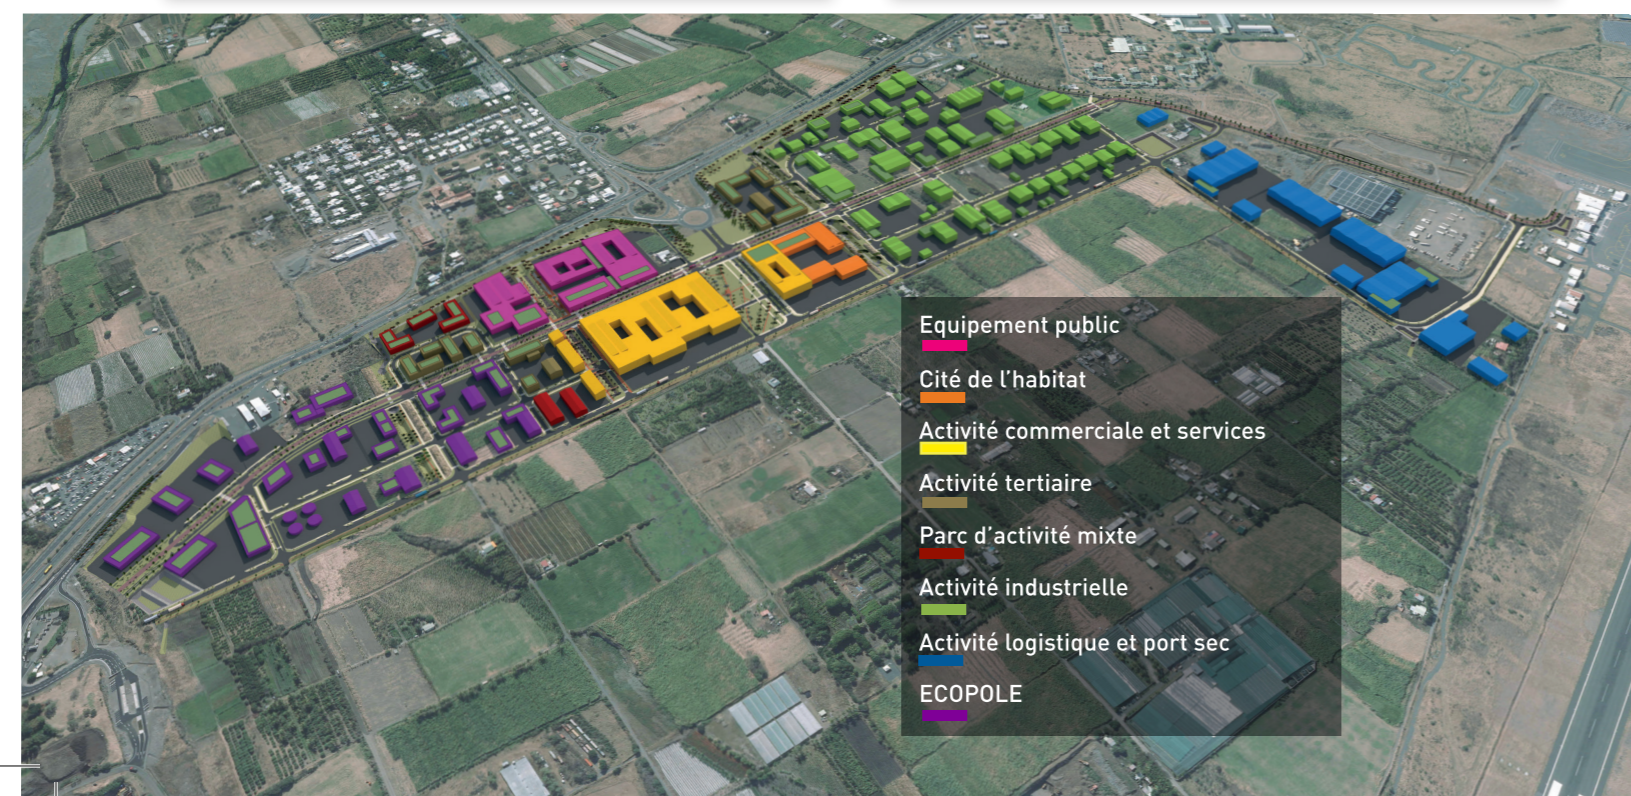 Equipement public
Cité de l'habitat
Activité commerciale et services
Activité tertiaire
Parc d'activité mixte
Activité industrielle
Activité logistique et port sec
ECOPOLE